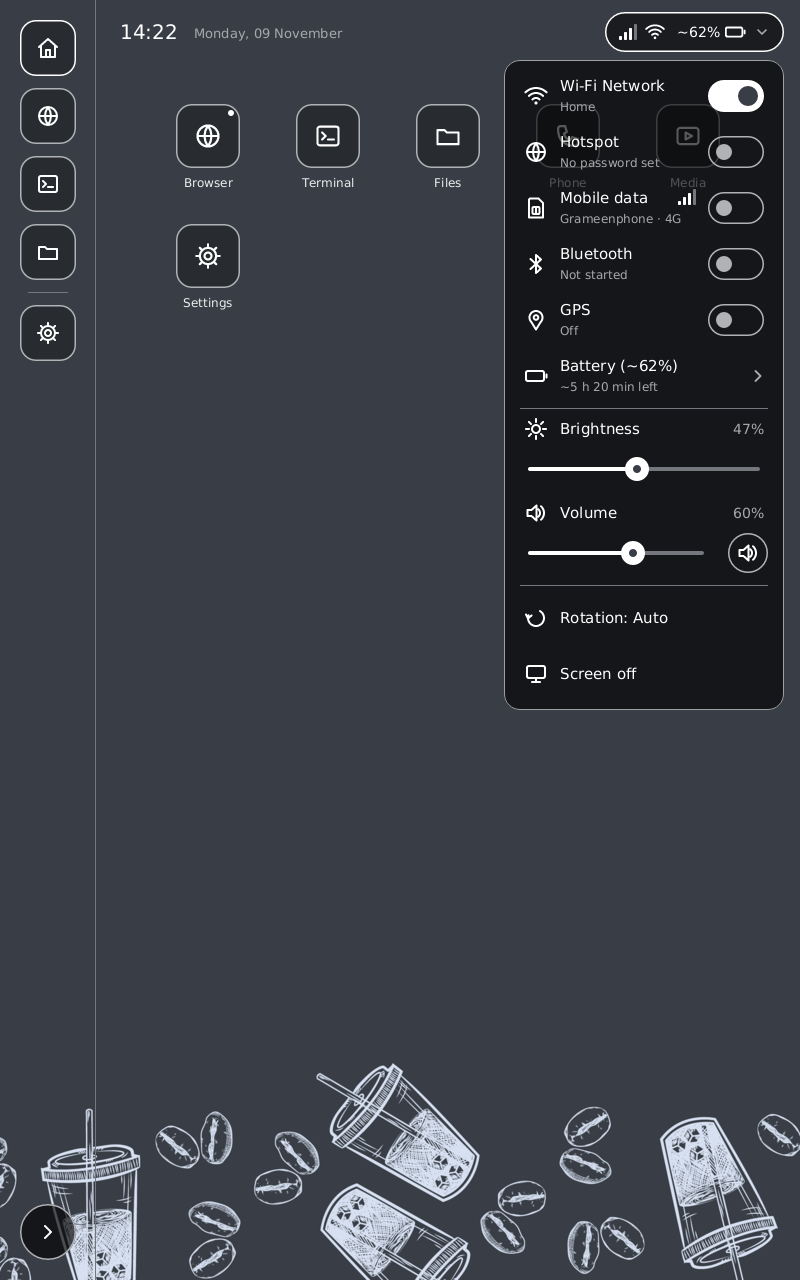 14:22 Monday, 09 November ~62%
Wi-Fi Network
Home
Hotspot
No password set
Mobile data
Grameenphone · 4G
Bluetooth
Not started
GPS
Off
Battery (~62%)
~5 h 20 min left
Brightness 47%
Volume 60%
Rotation: Auto
Screen off
Browser Terminal Files Phone Media
Settings